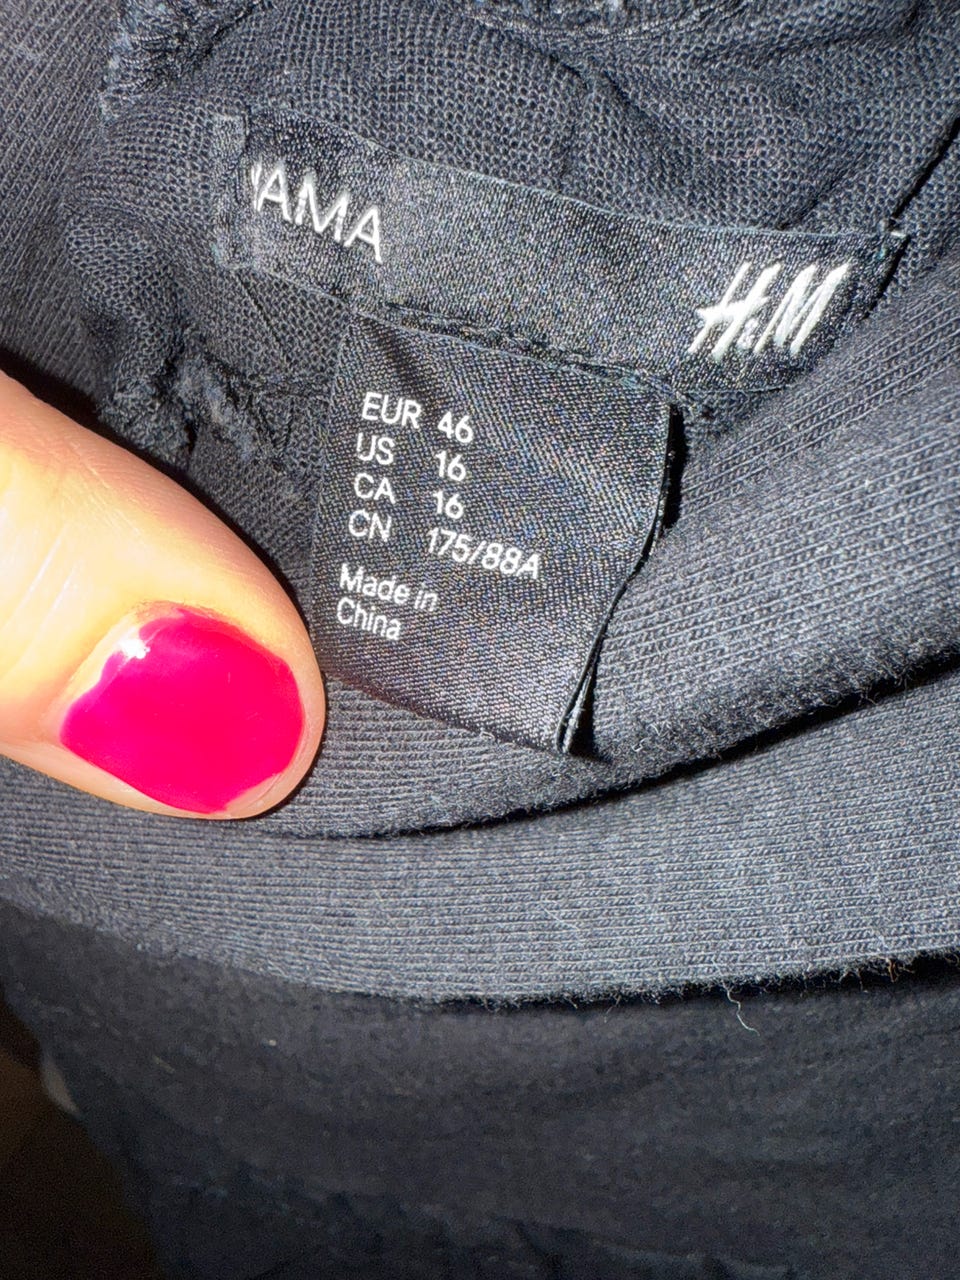 AMA H&M
EUR 46
US 16
CA 16
CN 175/88A
Made in
China